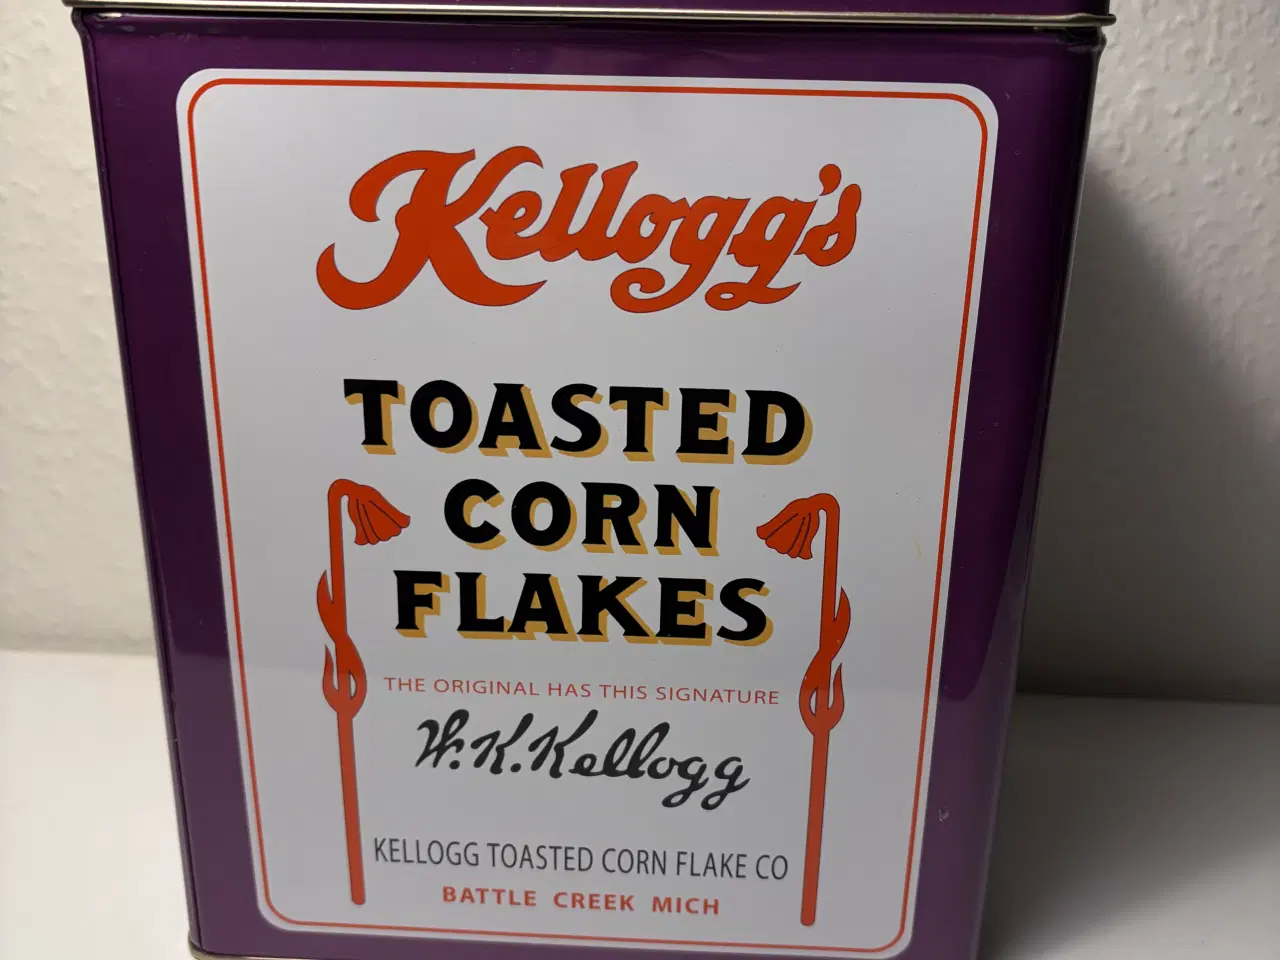 Kellogg's
TOASTED
CORN
FLAKES
THE ORIGINAL HAS THIS SIGNATURE
W.K.Kellogg
KELLOGG TOASTED CORN FLAKE CO
BATTLE CREEK MICH